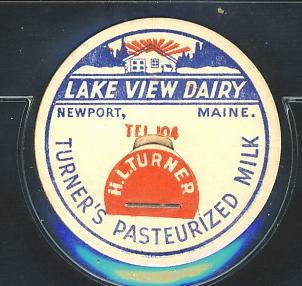 LAKE VIEW DAIRY
NEWPORT, MAINE.
TEL 104
H.L. TURNER
TURNER'S PASTEURIZED MILK